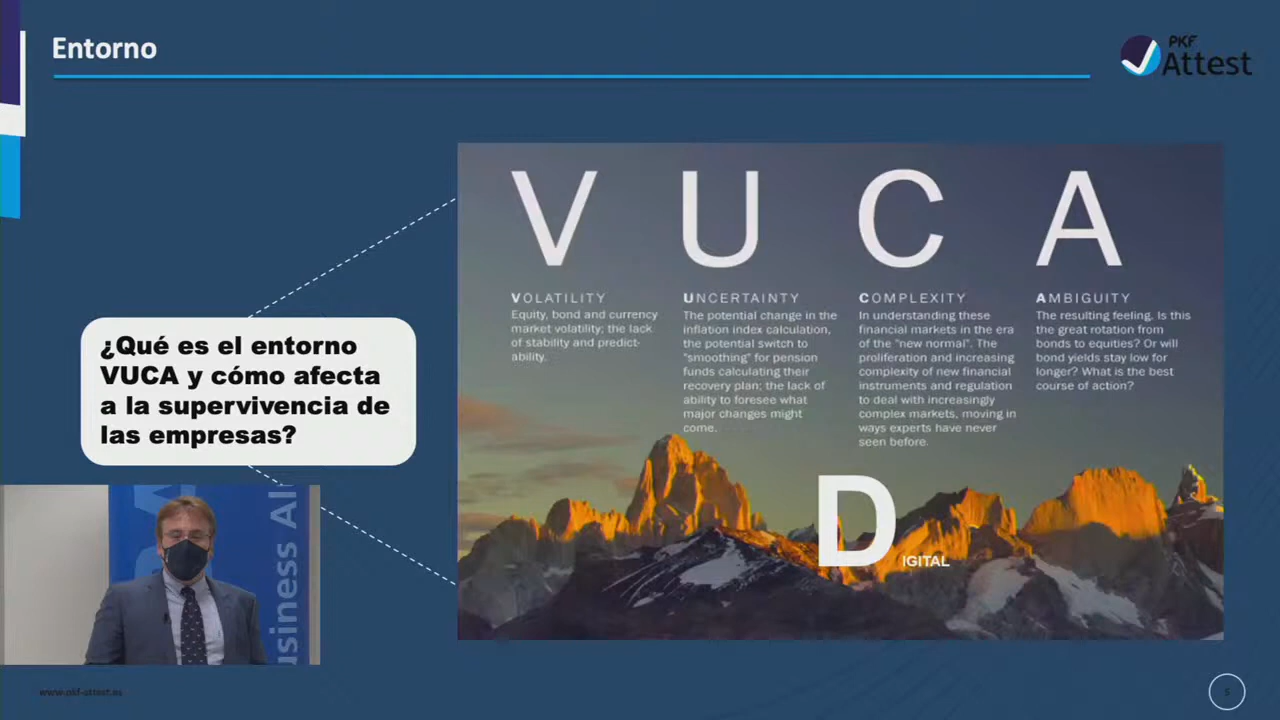 Entorno
PKF
Attest
V U C A
VOLATILITY
Equity, bond and currency
market volatility; the lack
of stability and predict-
ability.
UNCERTAINTY
The potential change in the
inflation index calculation,
the potential switch to
"smoothing" for pension
funds calculating their
recovery plan; the lack of
ability to foresee what
major changes might
come.
COMPLEXITY
In understanding these
financial markets in the era
of the "new normal". The
proliferation and increasing
complexity of new financial
instruments and regulation
to deal with increasingly
complex markets, moving in
ways experts have never
seen before.
AMBIGUITY
The resulting feeling. Is this
the great rotation from
bonds to equities? Or will
bond yields stay low for
longer? What is the best
course of action?
¿Qué es el entorno
VUCA y cómo afecta
a la supervivencia de
las empresas?
DIGITAL
www.pkf-attest.es
5